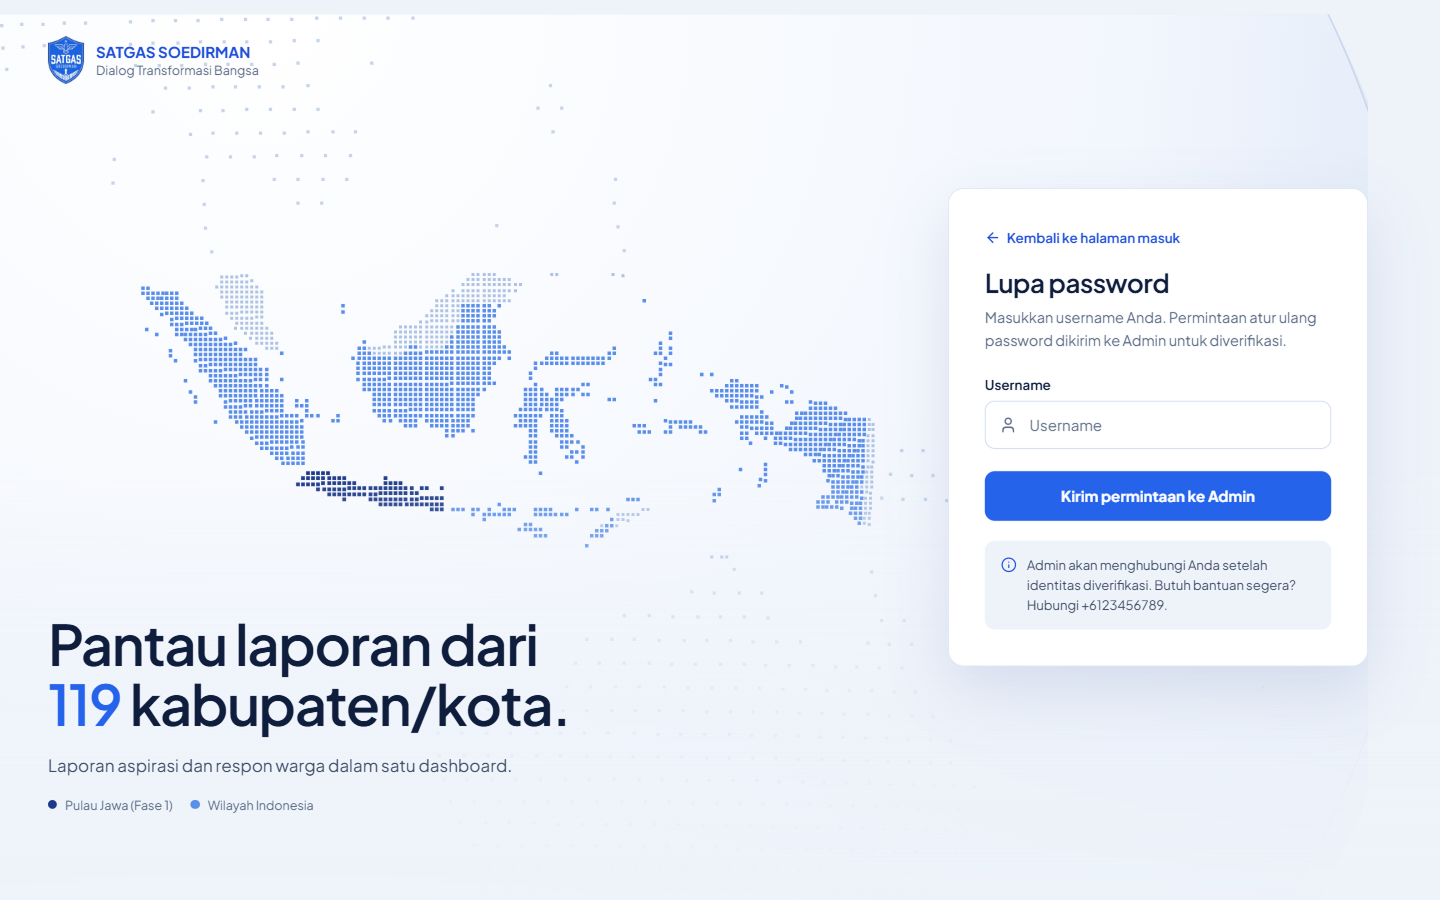 SATGAS
SATGAS SOEDIRMAN
Dialog Transformasi Bangsa
Kembali ke halaman masuk
Lupa password
Masukkan username Anda. Permintaan atur ulang
password dikirim ke Admin untuk diverifikasi.
Username
Username
Kirim permintaan ke Admin
Admin akan menghubungi Anda setelah
identitas diverifikasi. Butuh bantuan segera?
Hubungi +6123456789.
Pantau laporan dari
119 kabupaten/kota.
Laporan aspirasi dan respon warga dalam satu dashboard.
Pulau Jawa (Fase 1)
Wilayah Indonesia